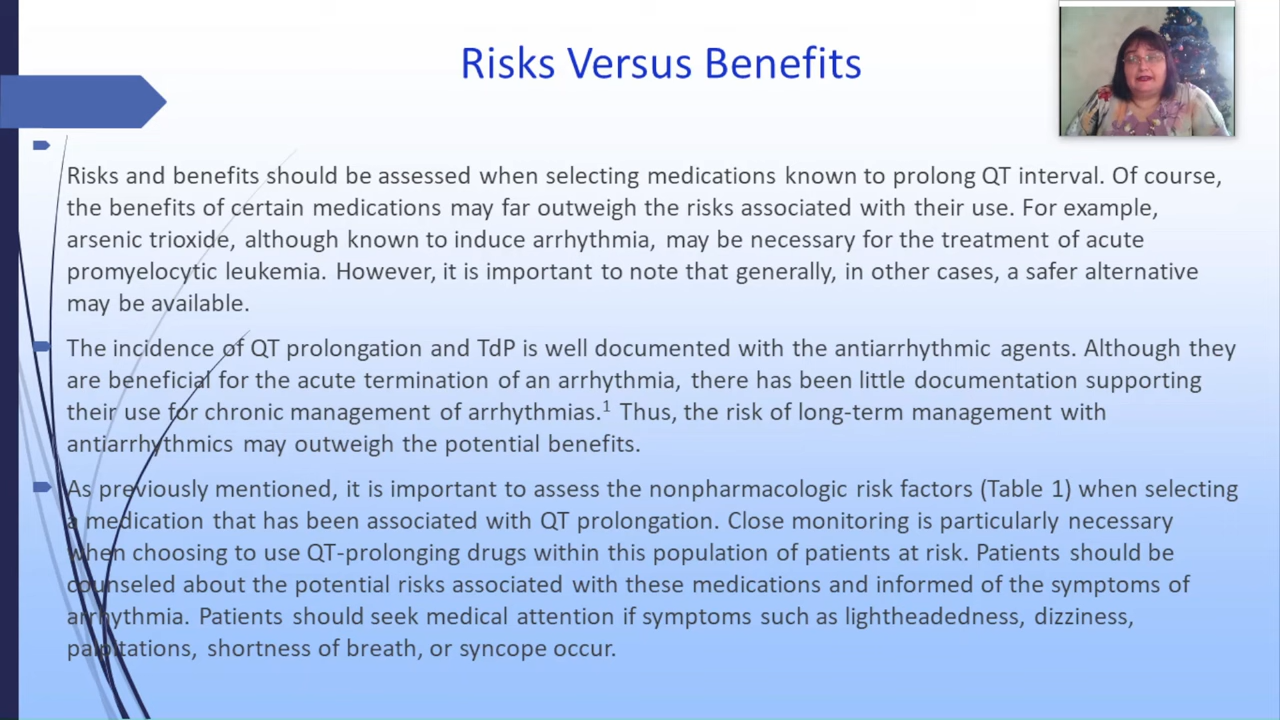 Risks Versus Benefits
Risks and benefits should be assessed when selecting medications known to prolong QT interval. Of course,
the benefits of certain medications may far outweigh the risks associated with their use. For example,
arsenic trioxide, although known to induce arrhythmia, may be necessary for the treatment of acute
promyelocytic leukemia. However, it is important to note that generally, in other cases, a safer alternative
may be available.
The incidence of QT prolongation and TdP is well documented with the antiarrhythmic agents. Although they
are beneficial for the acute termination of an arrhythmia, there has been little documentation supporting
their use for chronic management of arrhythmias.¹ Thus, the risk of long-term management with
antiarrhythmics may outweigh the potential benefits.
As previously mentioned, it is important to assess the nonpharmacologic risk factors (Table 1) when selecting
a medication that has been associated with QT prolongation. Close monitoring is particularly necessary
when choosing to use QT-prolonging drugs within this population of patients at risk. Patients should be
counseled about the potential risks associated with these medications and informed of the symptoms of
arrhythmia. Patients should seek medical attention if symptoms such as lightheadedness, dizziness,
palpitations, shortness of breath, or syncope occur.